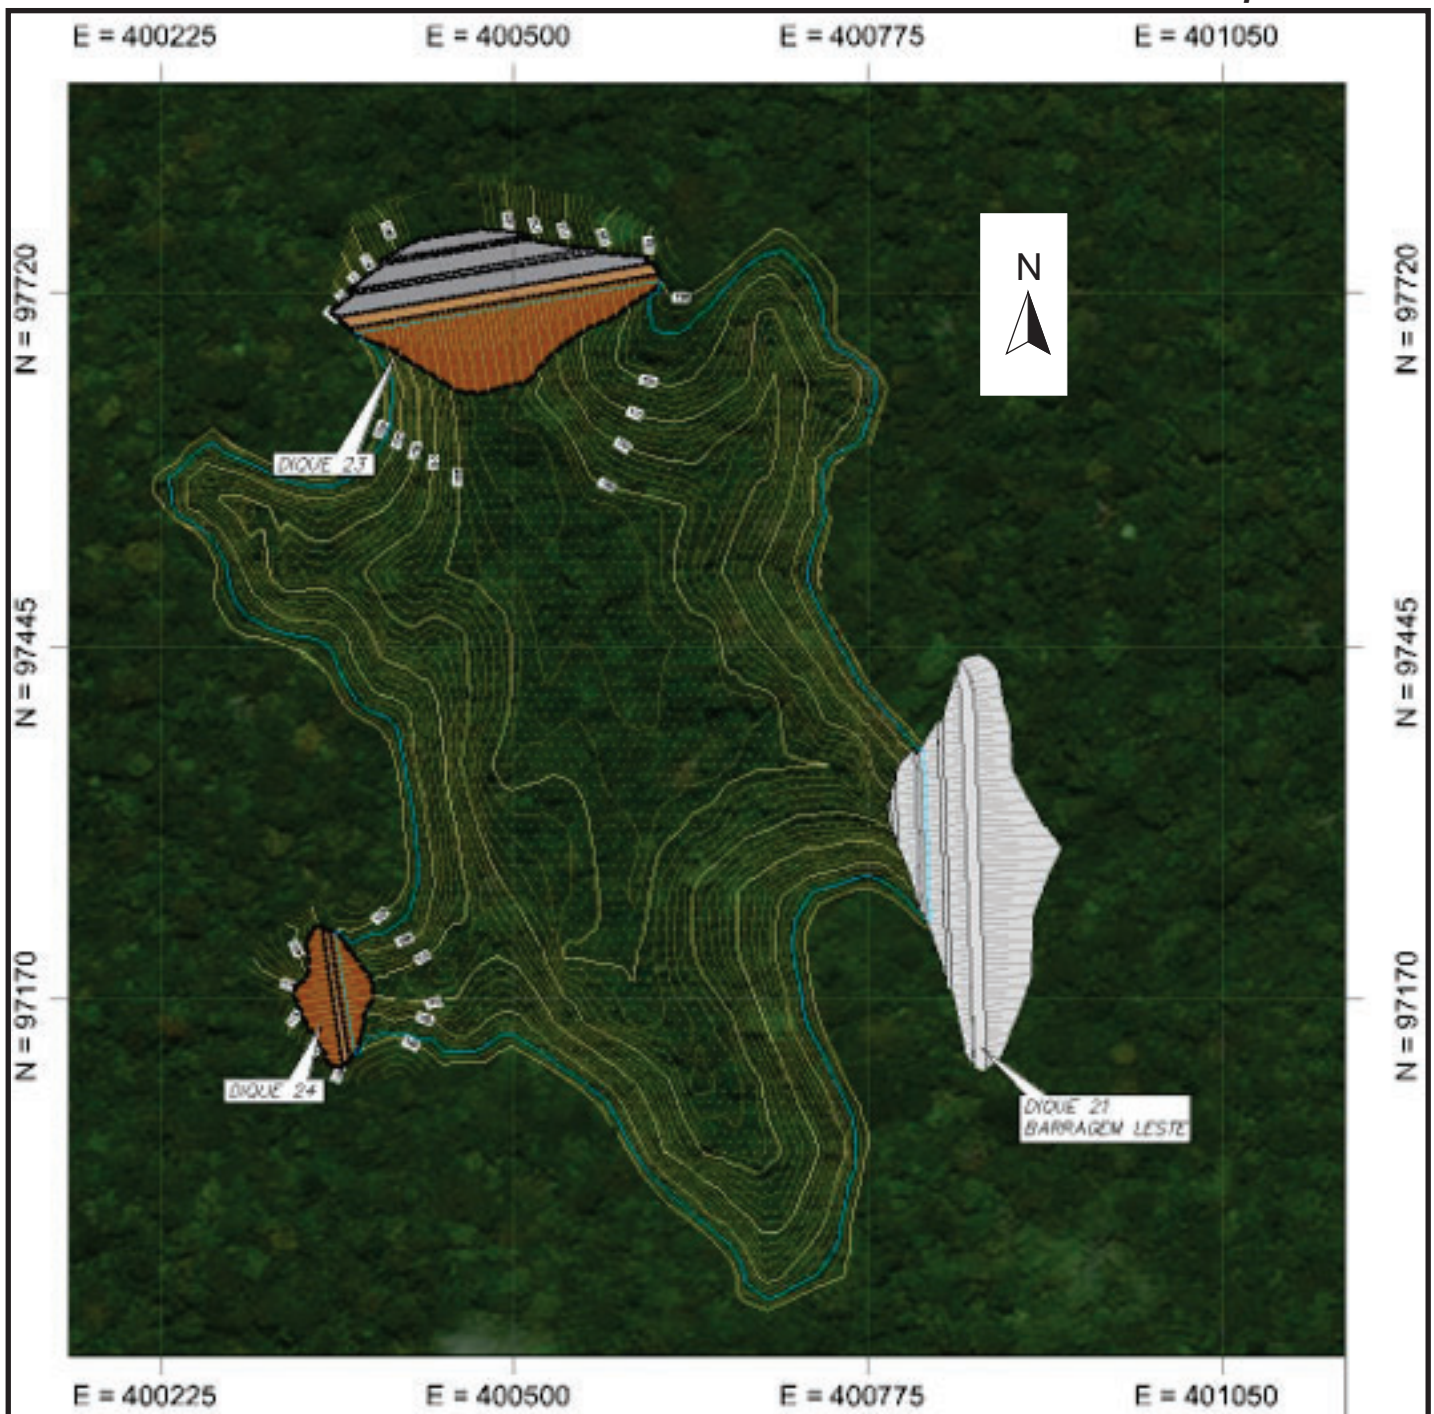 E = 400225
E = 400500
E = 400775
E = 401050
N = 97720
N = 97720
N
DIQUE 23
N = 97445
N = 97445
N = 97170
N = 97170
DIQUE 24
DIQUE 21
BARRAGEM LESTE
E = 400225
E = 400500
E = 400775
E = 401050